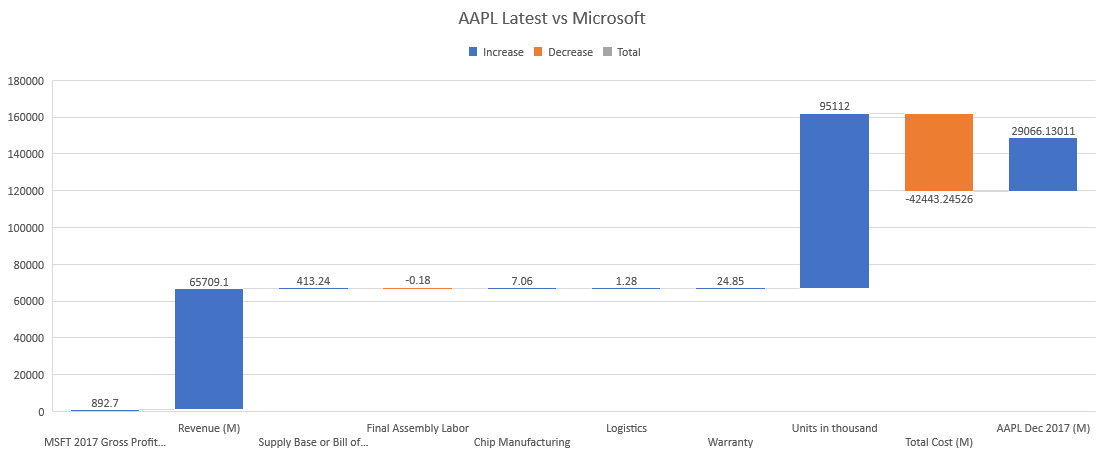 AAPL Latest vs Microsoft
Increase Decrease Total
180000
160000
140000
120000
100000
80000
60000
40000
20000
0
892.7
65709.1
413.24
-0.18
7.06
1.28
24.85
95112
-42443.24526
29066.13011
MSFT 2017 Gross Profit...
Revenue (M)
Supply Base or Bill of...
Final Assembly Labor
Chip Manufacturing
Logistics
Warranty
Units in thousand
Total Cost (M)
AAPL Dec 2017 (M)